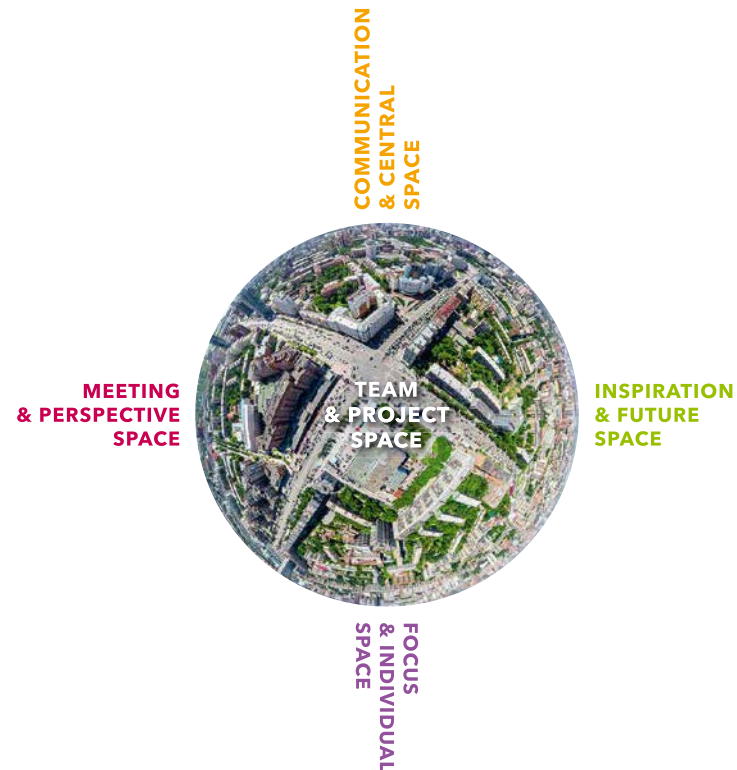 COMMUNICATION
& CENTRAL
SPACE
MEETING
& PERSPECTIVE
SPACE
TEAM
& PROJECT
SPACE
INSPIRATION
& FUTURE
SPACE
FOCUS
& INDIVIDUAL
SPACE